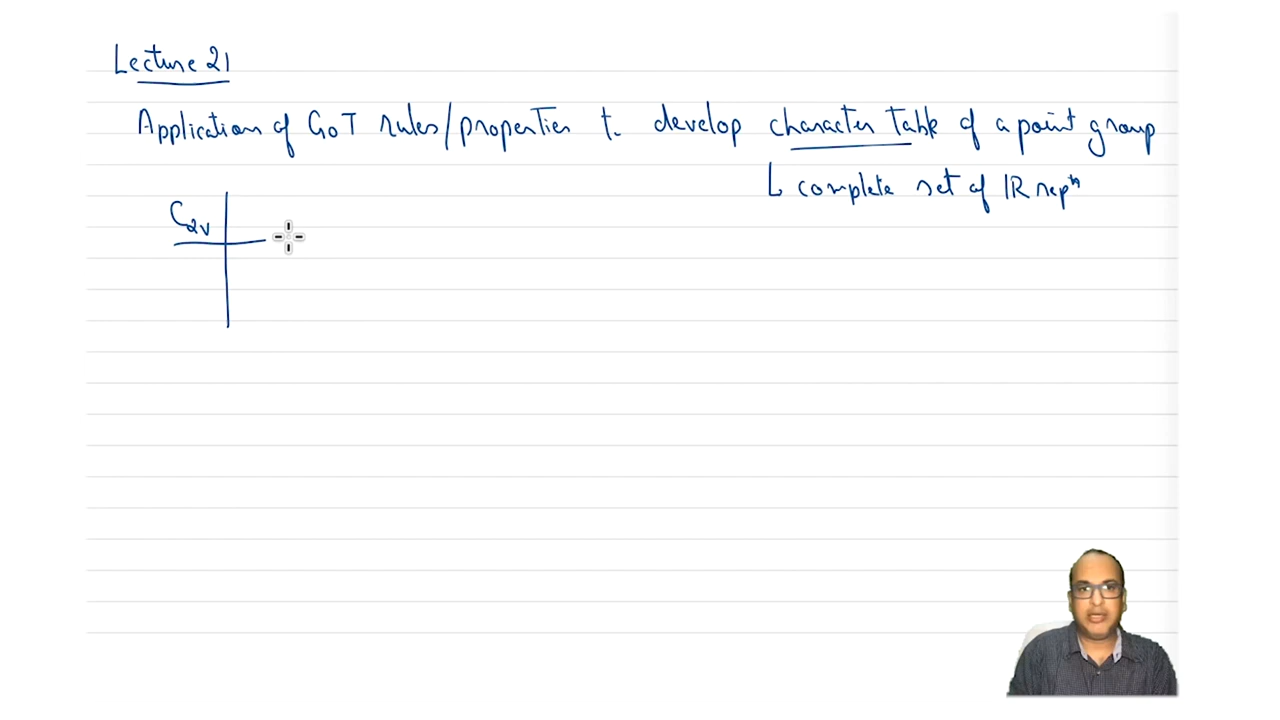 Lecture 21
Application of GOT rules/properties to develop character table of a point group
↳ complete set of IR repⁿ
C₂ᵥ